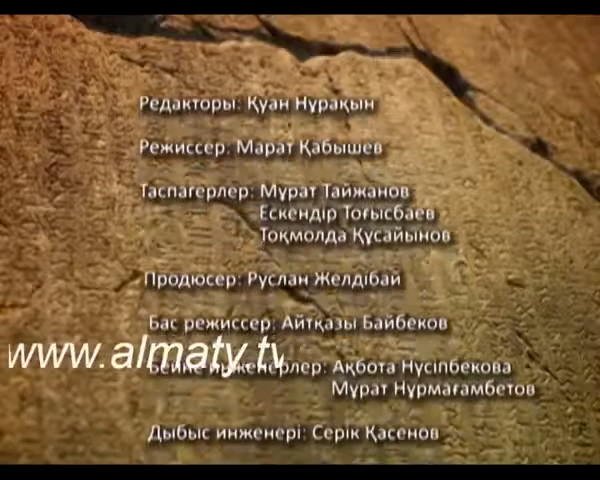 Редакторы: Қуан Нұрақын
Режиссер: Марат Қабышев
Таспагерлер: Мұрат Тайжанов
Ескендір Тоғысбаев
Тоқмолда Құсайынов
Продюсер: Руслан Желдібай
Бас режиссер: Айтқазы Байбеков
www.almaty.tv
Бейне инженерлер: Ақбота Нүсіпбекова
Мұрат Нұрмағамбетов
Дыбыс инженері: Серік Қасенов